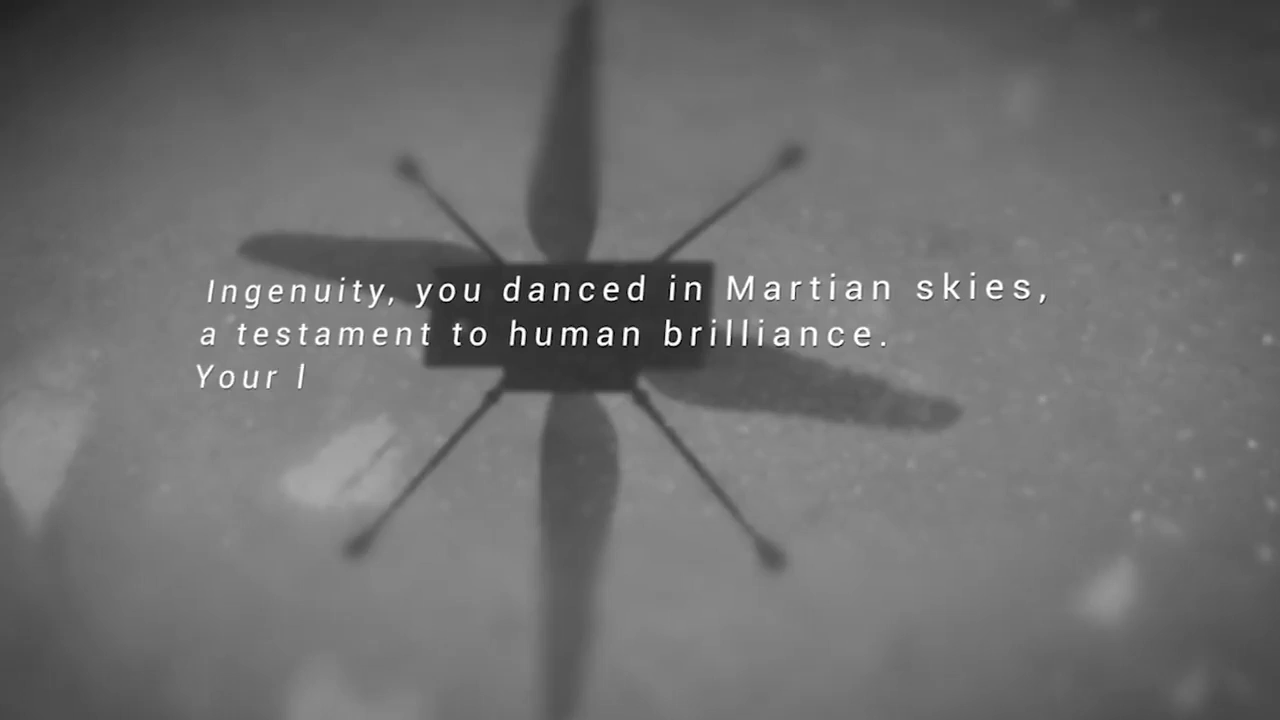 Ingenuity, you danced in Martian skies,
a testament to human brilliance.
Your l